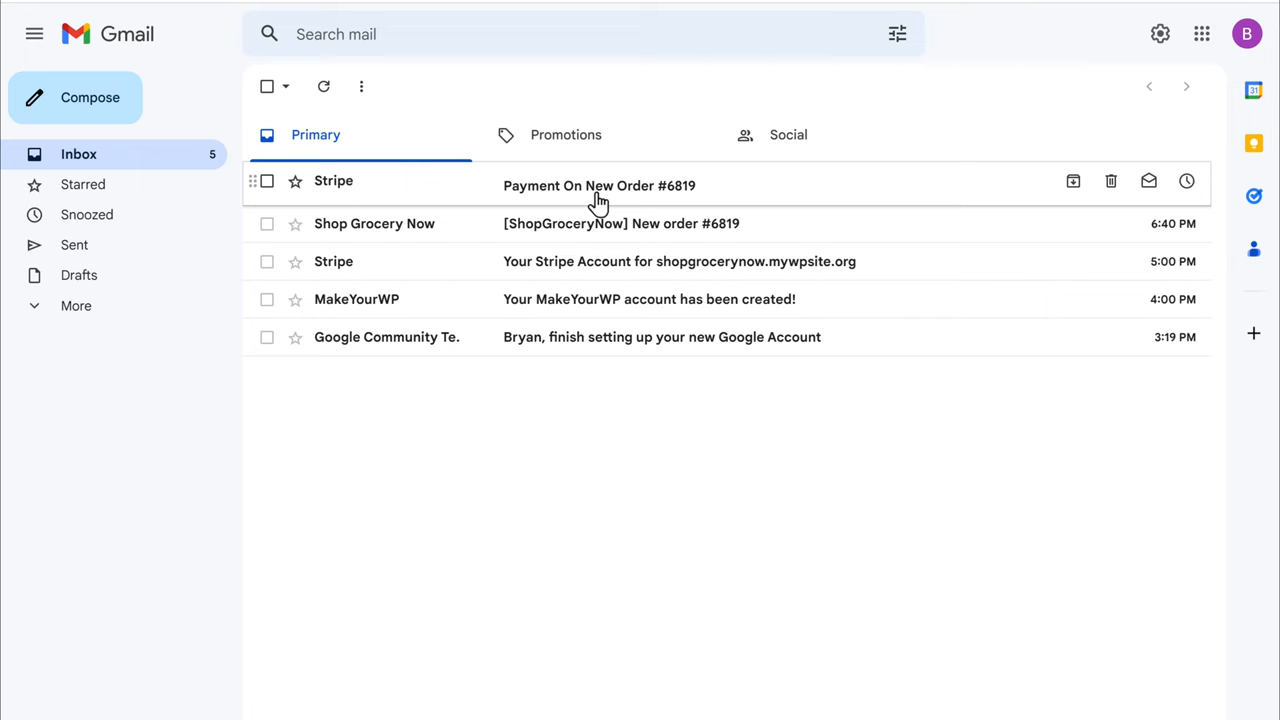 Gmail
Search mail
B
Compose
31
Primary
Promotions
Social
Inbox 5
Starred
Snoozed
Sent
Drafts
More
Stripe Payment On New Order #6819
Shop Grocery Now [ShopGroceryNow] New order #6819 6:40 PM
Stripe Your Stripe Account for shopgrocerynow.mywpsite.org 5:00 PM
MakeYourWP Your MakeYourWP account has been created! 4:00 PM
Google Community Te. Bryan, finish setting up your new Google Account 3:19 PM